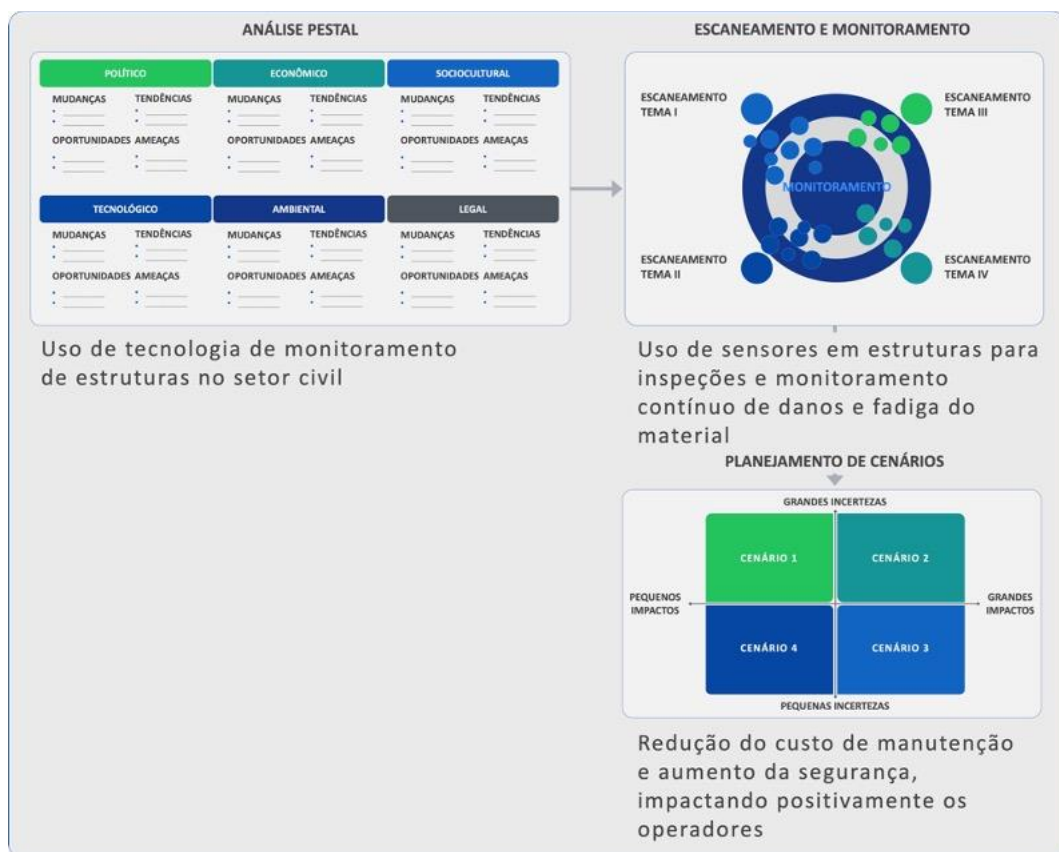 ANÁLISE PESTAL
POLÍTICO
ECONÔMICO
SOCIOCULTURAL
MUDANÇAS TENDÊNCIAS
MUDANÇAS TENDÊNCIAS
MUDANÇAS TENDÊNCIAS
OPORTUNIDADES AMEAÇAS
OPORTUNIDADES AMEAÇAS
OPORTUNIDADES AMEAÇAS
TECNOLÓGICO
AMBIENTAL
LEGAL
MUDANÇAS TENDÊNCIAS
MUDANÇAS TENDÊNCIAS
MUDANÇAS TENDÊNCIAS
OPORTUNIDADES AMEAÇAS
OPORTUNIDADES AMEAÇAS
OPORTUNIDADES AMEAÇAS
Uso de tecnologia de monitoramento
de estruturas no setor civil
ESCANEAMENTO E MONITORAMENTO
ESCANEAMENTO
TEMA I
ESCANEAMENTO
TEMA III
MONITORAMENTO
ESCANEAMENTO
TEMA II
ESCANEAMENTO
TEMA IV
Uso de sensores em estruturas para
inspeções e monitoramento
contínuo de danos e fadiga do
material
PLANEJAMENTO DE CENÁRIOS
GRANDES INCERTEZAS
CENÁRIO 1
CENÁRIO 2
PEQUENOS
IMPACTOS
GRANDES
IMPACTOS
CENÁRIO 4
CENÁRIO 3
PEQUENAS INCERTEZAS
Redução do custo de manutenção
e aumento da segurança,
impactando positivamente os
operadores